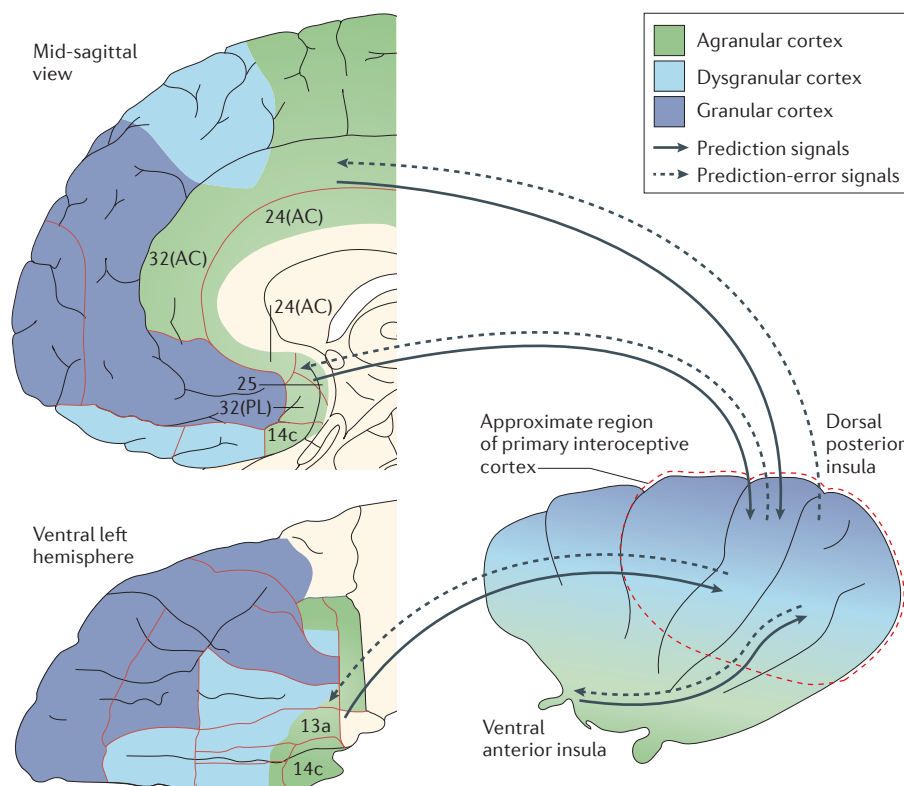 Mid-sagittal
view
Agranular cortex
Dysgranular cortex
Granular cortex
Prediction signals
Prediction-error signals
24(AC)
32(AC)
24(AC)
25
32(PL)
14c
Approximate region
of primary interoceptive
cortex
Dorsal
posterior
insula
Ventral left
hemisphere
13a
14c
Ventral
anterior insula